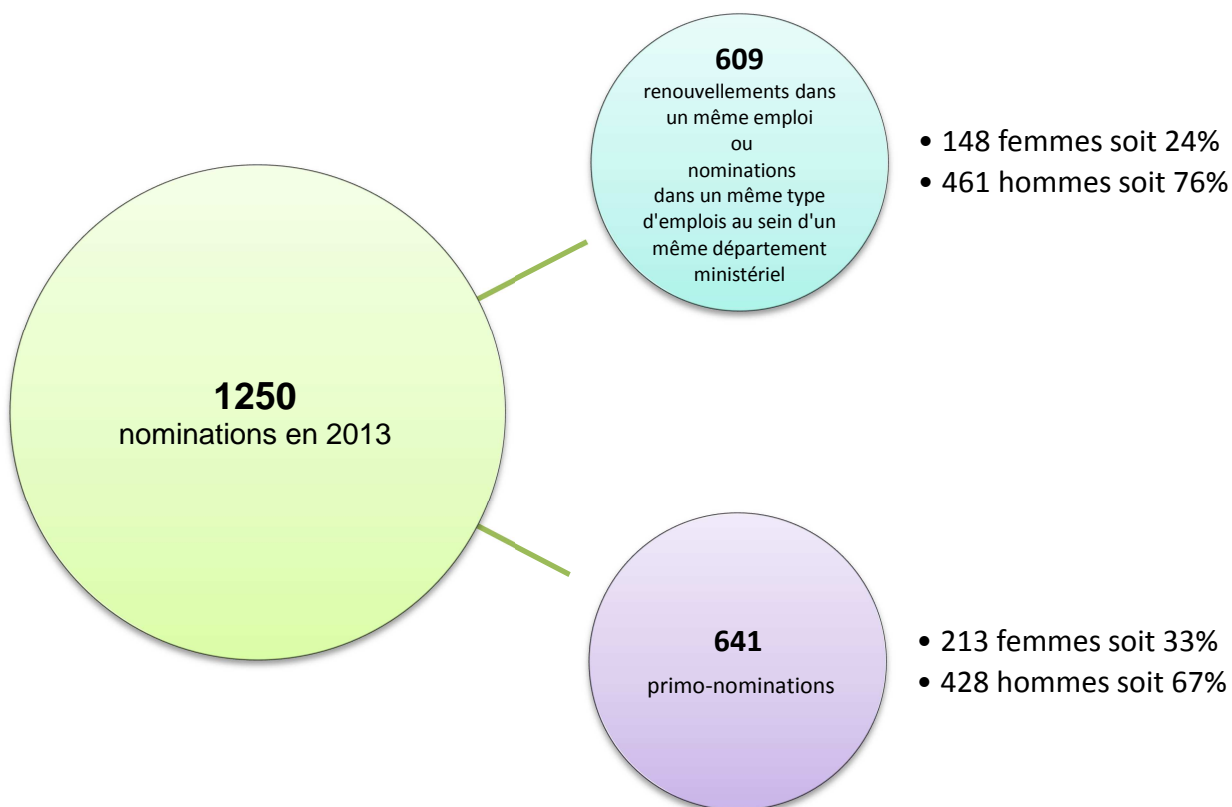 1250
nominations en 2013
609
renouvellements dans
un même emploi
ou
nominations
dans un même type
d'emplois au sein d'un
même département
ministériel
• 148 femmes soit 24%
• 461 hommes soit 76%
641
primo-nominations
• 213 femmes soit 33%
• 428 hommes soit 67%